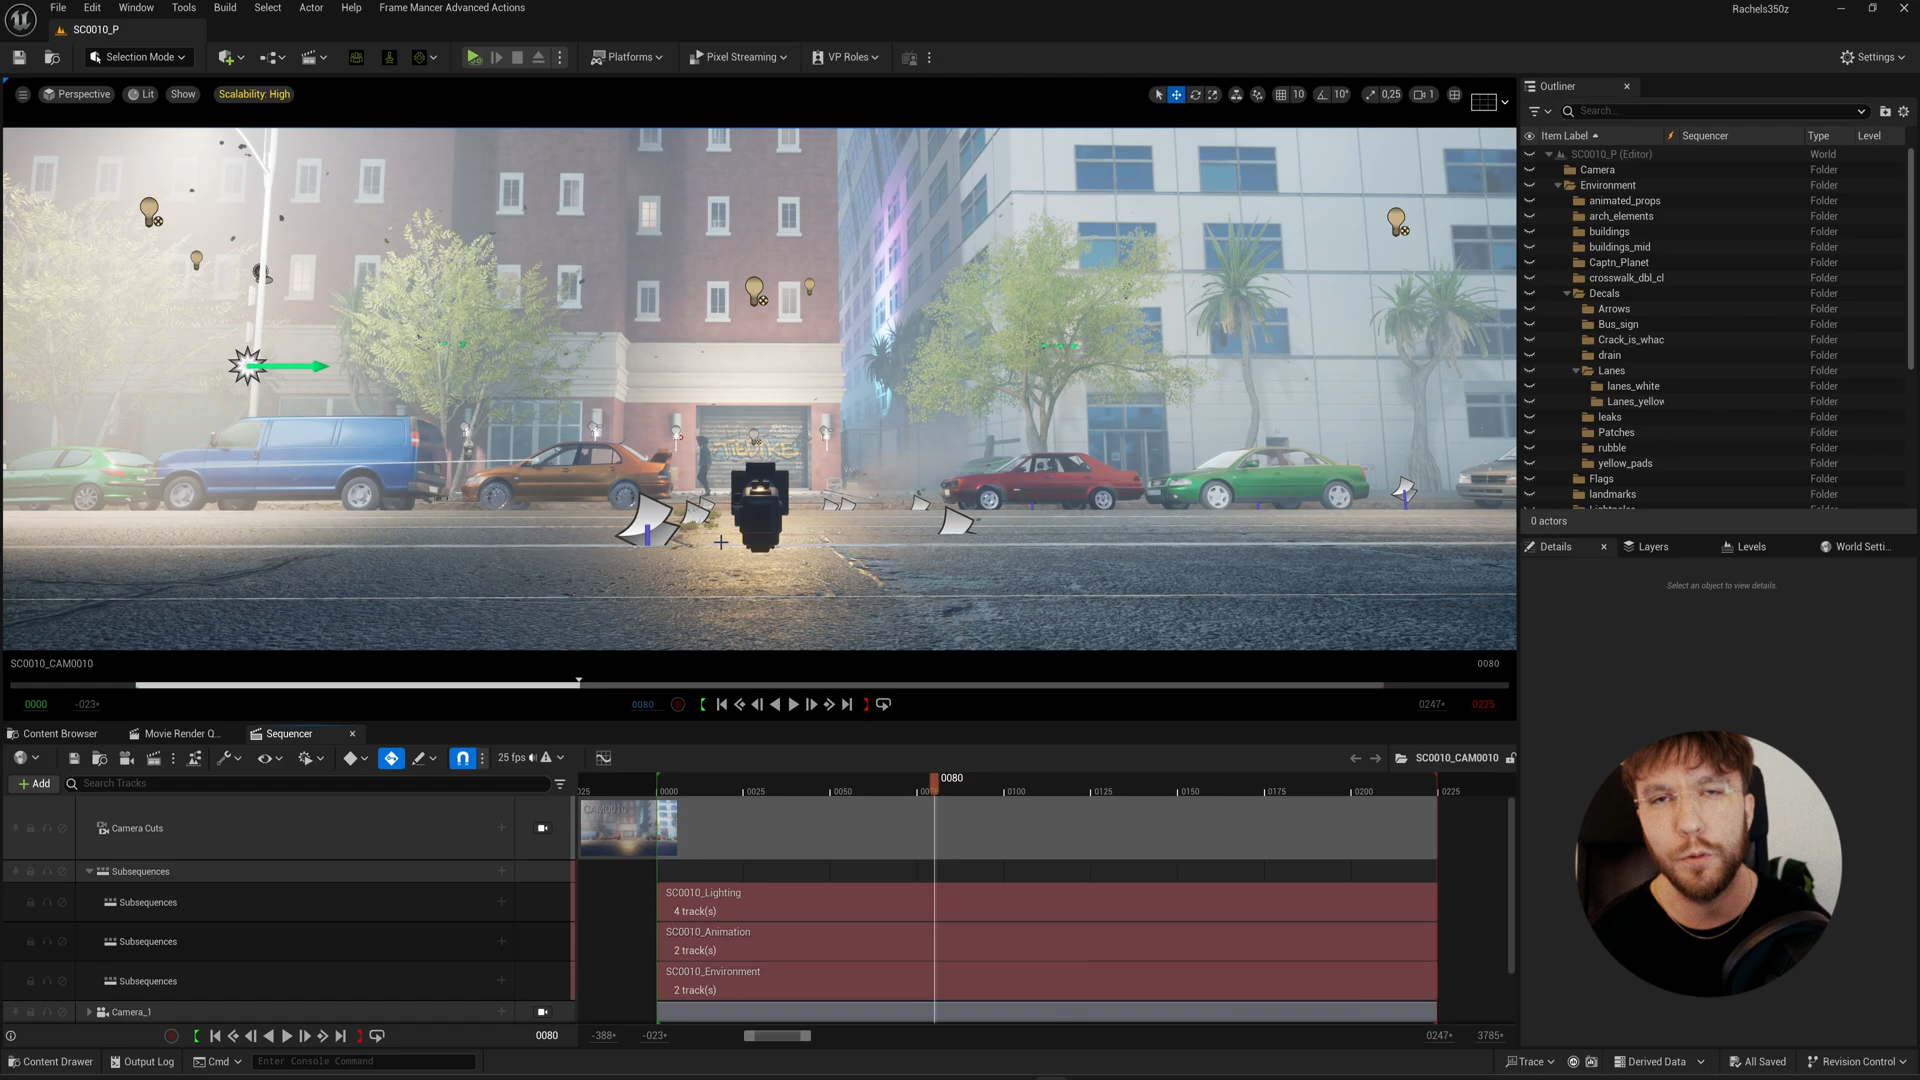 File Edit Window Tools Build Select Actor Help Frame Mancer Advanced Actions
Rachels350z
SC0010_P
Selection Mode
Platforms
Pixel Streaming
VP Roles
Settings
Perspective
Lit
Show
Scalability: High
10
10°
0,25
1
SC0010_CAM0010
0080
0000
-023*
0080
0247*
0225
Content Browser
Movie Render Q...
Sequencer
25 fps
SC0010_CAM0010
Add
Search Tracks
0080
025
0000
0025
0050
0100
0125
0150
0175
0200
0225
Camera Cuts
CAM0010
Subsequences
Subsequences
SC0010_Lighting
4 track(s)
Subsequences
SC0010_Animation
2 track(s)
Subsequences
SC0010_Environment
2 track(s)
Camera_1
0080
-388*
-023*
0247*
3785*
Content Drawer
Output Log
Cmd
Enter Console Command
Trace
Derived Data
All Saved
Revision Control
Outliner
Search...
Item Label
Sequencer
Type
Level
SC0010_P (Editor) World
Camera Folder
Environment Folder
animated_props Folder
arch_elements Folder
buildings Folder
buildings_mid Folder
Captn_Planet Folder
crosswalk_dbl_cl Folder
Decals Folder
Arrows Folder
Bus_sign Folder
Crack_is_whac Folder
drain Folder
Lanes Folder
lanes_white Folder
Lanes_yellow Folder
leaks Folder
Patches Folder
rubble Folder
yellow_pads Folder
Flags Folder
landmarks Folder
0 actors
Details
Layers
Levels
World Setti...
Select an object to view details.